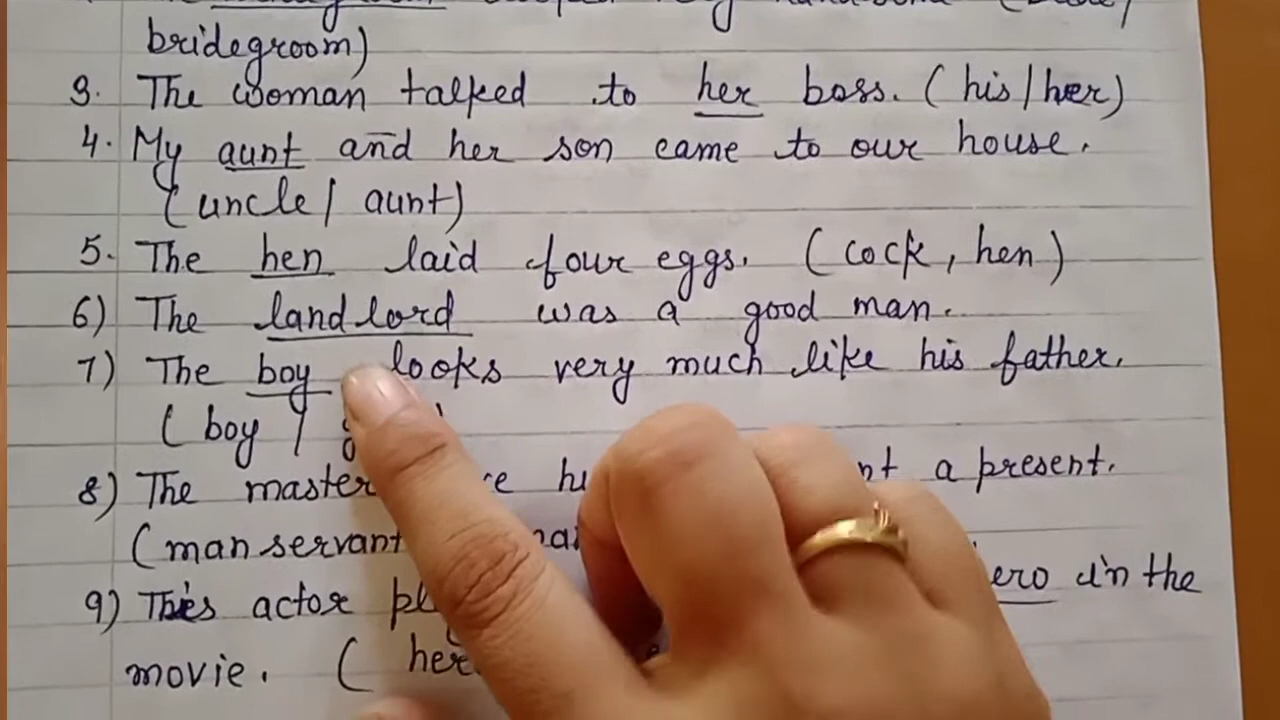 bridegroom)
3. The woman talked to her boss. (his/her)
4. My aunt and her son came to our house.
(uncle/ aunt)
5. The hen laid four eggs. (cock, hen)
6) The landlord was a good man.
7) The boy looks very much like his father.
(boy /
8) The master a present.
(man servant
9) This actor in the
movie. (